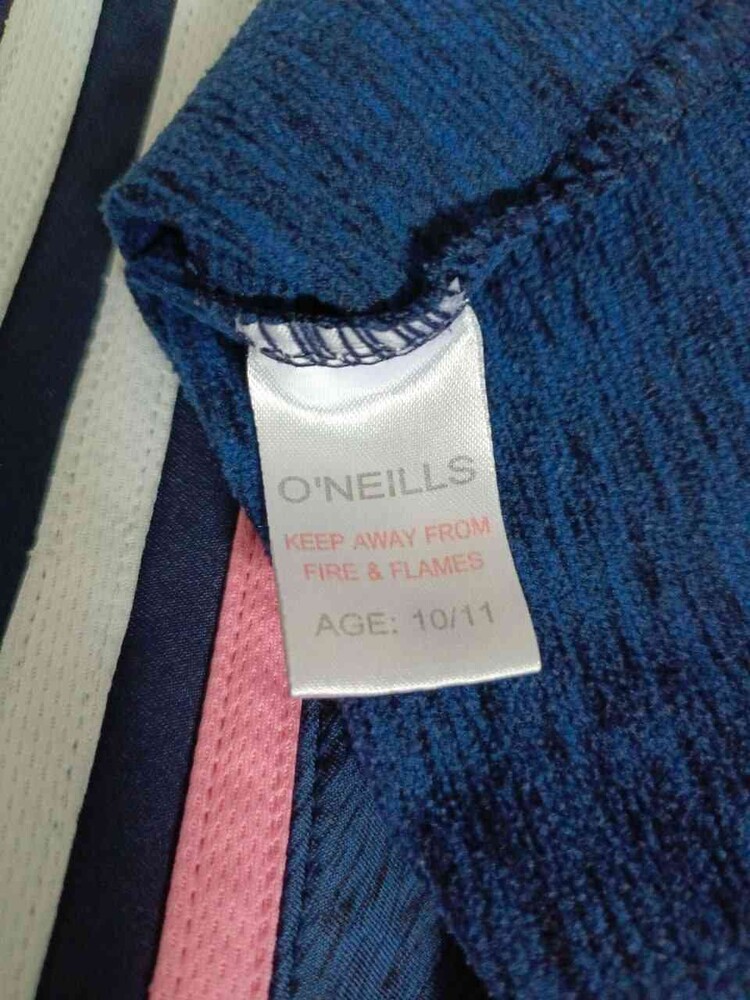 O'NEILLS
KEEP AWAY FROM
FIRE & FLAMES
AGE: 10/11